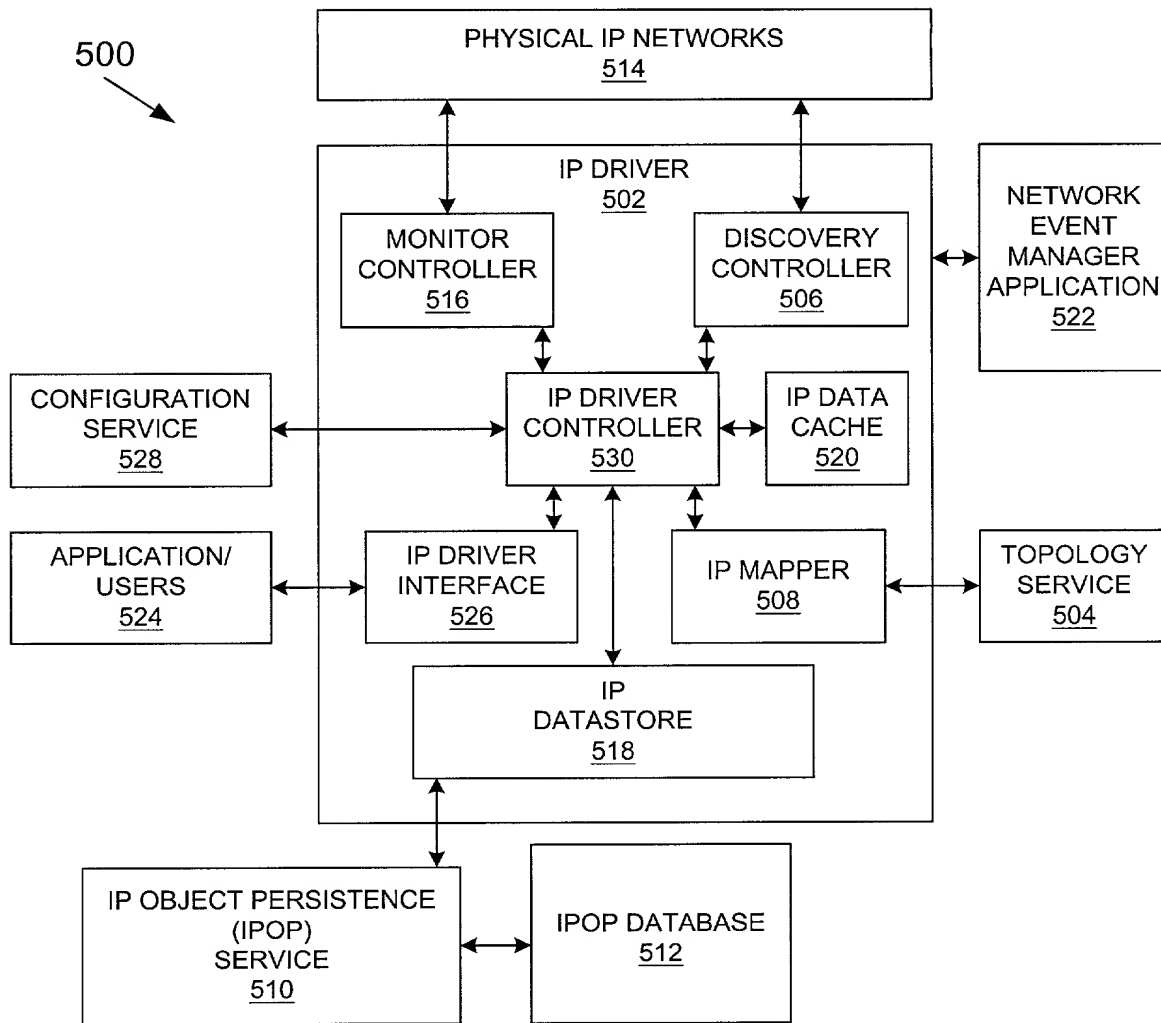 PHYSICAL IP NETWORKS
514
500
IP DRIVER
502
MONITOR
CONTROLLER
516
DISCOVERY
CONTROLLER
506
NETWORK
EVENT
MANAGER
APPLICATION
522
CONFIGURATION
SERVICE
528
IP DRIVER
CONTROLLER
530
IP DATA
CACHE
520
APPLICATION/
USERS
524
IP DRIVER
INTERFACE
526
IP MAPPER
508
TOPOLOGY
SERVICE
504
IP
DATASTORE
518
IP OBJECT PERSISTENCE
(IPOP)
SERVICE
510
IPOP DATABASE
512